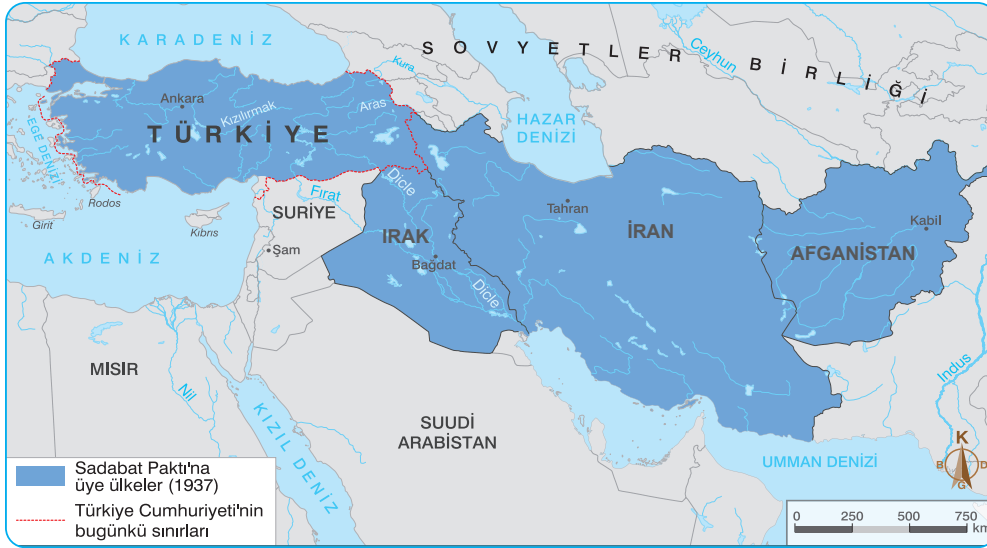 KARADENİZ
SOVYETLER BİRLİĞİ
Ceyhun
Kura
Ankara
Kızılırmak
Aras
TÜRKİYE
HAZAR
DENİZİ
EGE DENİZİ
Rodos
Girit
Kıbrıs
Fırat
Dicle
SURİYE
Şam
AKDENİZ
IRAK
Bağdat
Dicle
Tahran
İRAN
Kabil
AFGANİSTAN
MISIR
Nil
KIZIL DENİZ
SUUDİ
ARABİSTAN
Indus
UMMAN DENİZİ
K
B
D
G
Sadabat Paktı'na
üye ülkeler (1937)
Türkiye Cumhuriyeti'nin
bugünkü sınırları
0 250 500 750
km